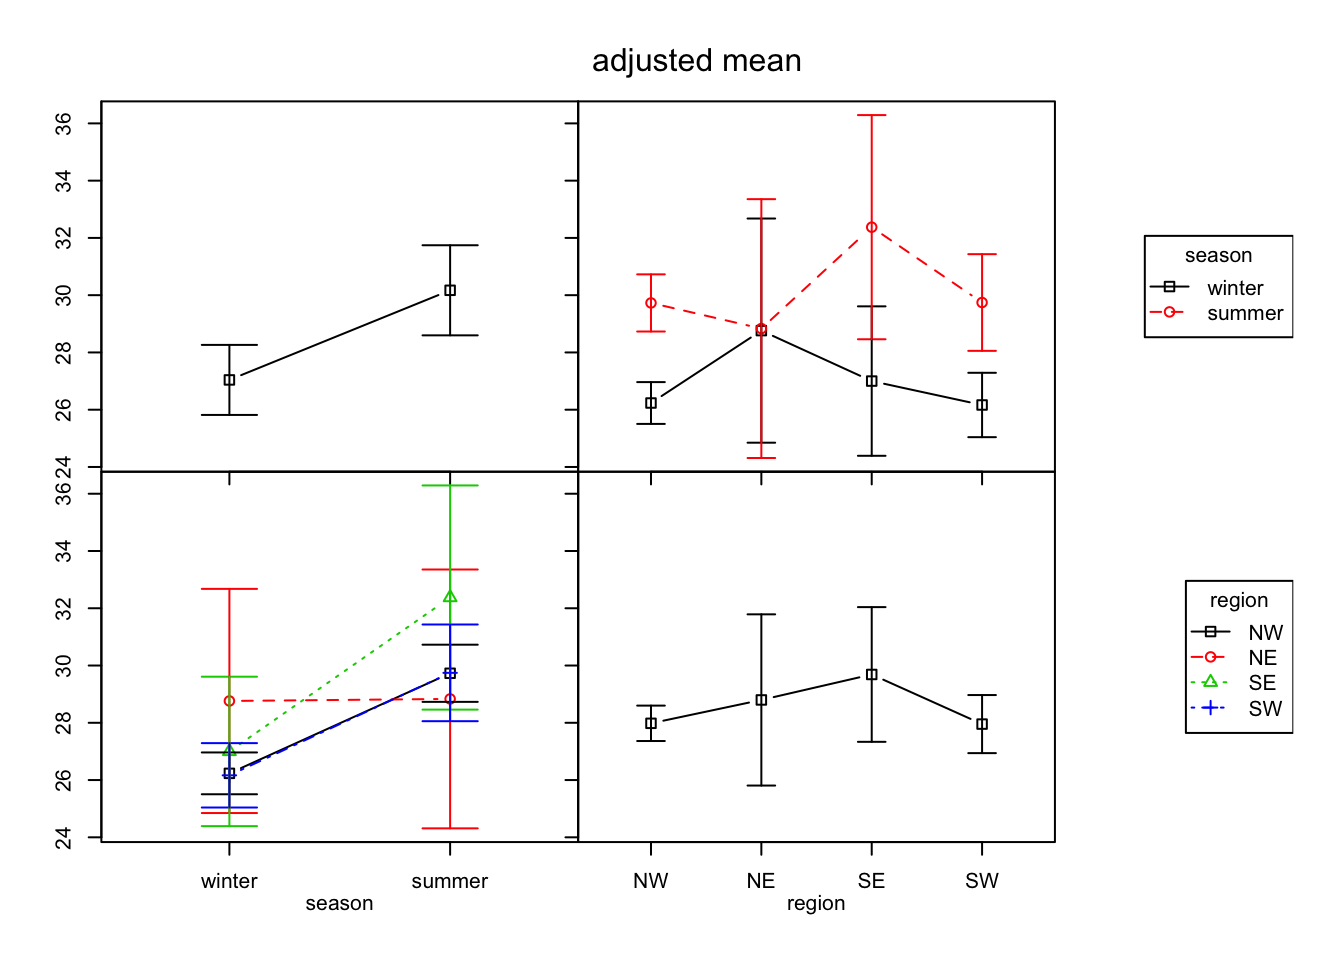 adjusted mean
36
34
32
30
28
26
24
season
winter
summer
36
34
32
30
28
26
24
region
NW
NE
SE
SW
winter summer NW NE SE SW
season region